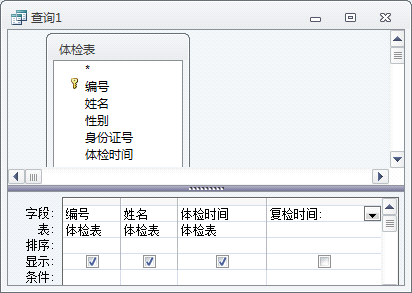 查询1
体检表
*
编号
姓名
性别
身份证号
体检时间
字段: 编号 姓名 体检时间 复检时间:
表: 体检表 体检表 体检表
排序:
显示:
条件: